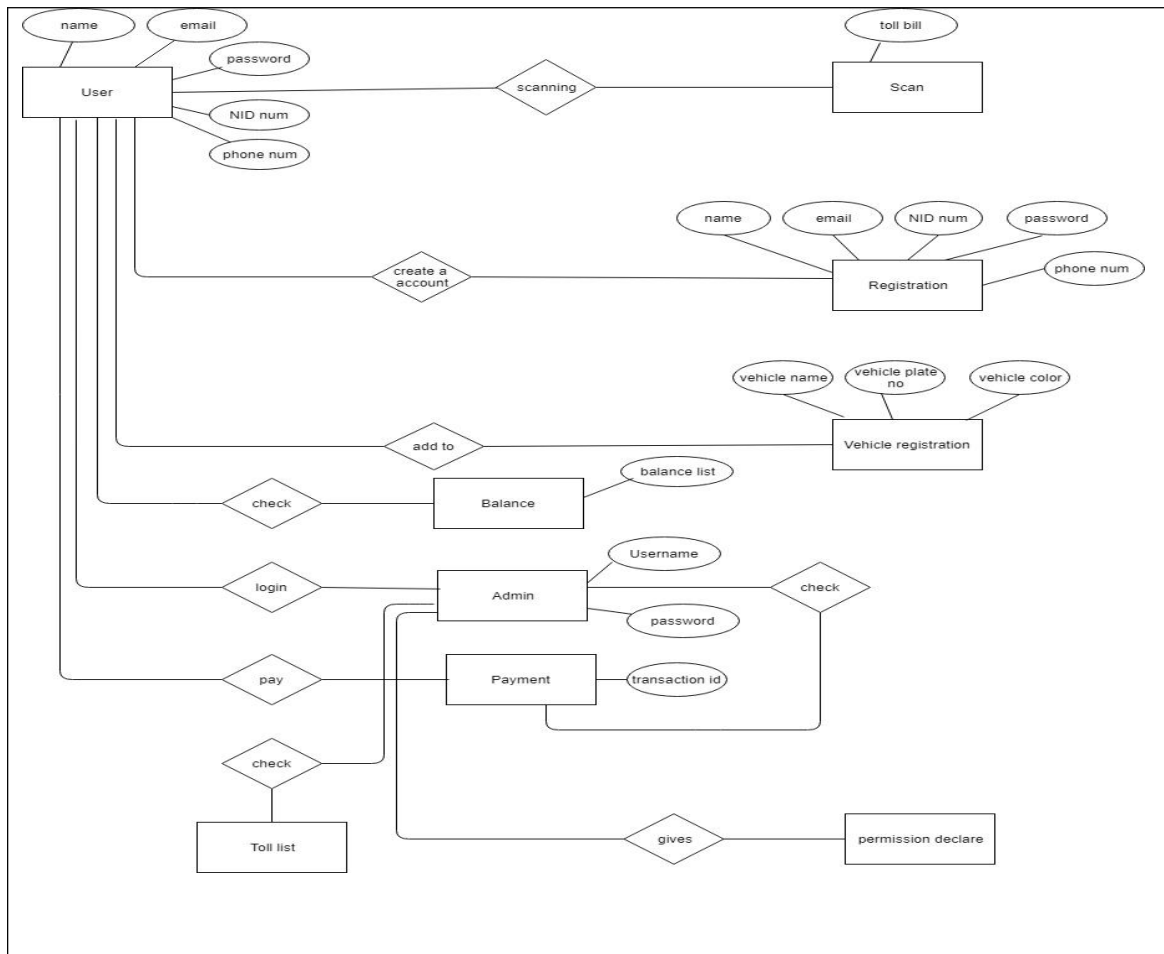 name
email
toll bill
password
User
scanning
Scan
NID num
phone num
name
email
NID num
password
create a
account
phone num
Registration
vehicle name
vehicle plate
no
vehicle color
add to
Vehicle registration
balance list
check
Balance
Username
login
Admin
check
password
pay
Payment
transaction id
check
Toll list
gives
permission declare